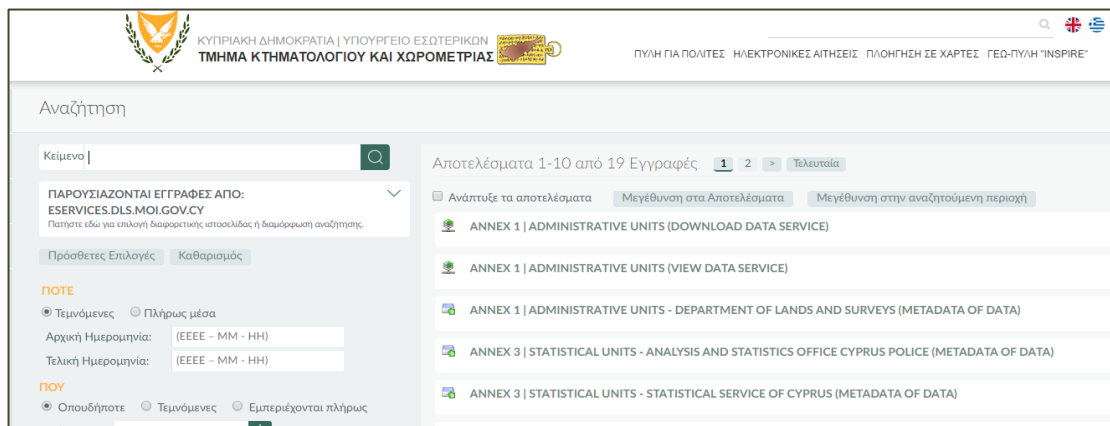 ΚΥΠΡΙΑΚΗ ΔΗΜΟΚΡΑΤΙΑ | ΥΠΟΥΡΓΕΙΟ ΕΣΩΤΕΡΙΚΩΝ
ΤΜΗΜΑ ΚΤΗΜΑΤΟΛΟΓΙΟΥ ΚΑΙ ΧΩΡΟΜΕΤΡΙΑΣ
ΠΥΛΗ ΓΙΑ ΠΟΛΙΤΕΣ ΗΛΕΚΤΡΟΝΙΚΕΣ ΑΙΤΗΣΕΙΣ ΠΛΟΗΓΗΣΗ ΣΕ ΧΑΡΤΕΣ ΓΕΩ-ΠΥΛΗ "INSPIRE"
Αναζήτηση
Κείμενο
ΠΑΡΟΥΣΙΑΖΟΝΤΑΙ ΕΓΓΡΑΦΕΣ ΑΠΟ:
ESERVICES.DLS.MOI.GOV.CY
Πατήστε εδώ για επιλογή διαφορετικής ιστοσελίδας ή διαμόρφωση αναζήτησης.
Πρόσθετες Επιλογές Καθαρισμός
ΠΟΤΕ
Τεμνόμενες Πλήρως μέσα
Αρχική Ημερομηνία: (ΕΕΕΕ – ΜΜ - ΗΗ)
Τελική Ημερομηνία: (ΕΕΕΕ – ΜΜ - ΗΗ)
ΠΟΥ
Οπουδήποτε Τεμνόμενες Εμπεριέχονται πλήρως
Αποτελέσματα 1-10 από 19 Εγγραφές 1 2 > Τελευταία
Ανάπτυξε τα αποτελέσματα Μεγέθυνση στα Αποτελέσματα Μεγέθυνση στην αναζητούμενη περιοχή
ANNEX 1 | ADMINISTRATIVE UNITS (DOWNLOAD DATA SERVICE)
ANNEX 1 | ADMINISTRATIVE UNITS (VIEW DATA SERVICE)
ANNEX 1 | ADMINISTRATIVE UNITS - DEPARTMENT OF LANDS AND SURVEYS (METADATA OF DATA)
ANNEX 3 | STATISTICAL UNITS - ANALYSIS AND STATISTICS OFFICE CYPRUS POLICE (METADATA OF DATA)
ANNEX 3 | STATISTICAL UNITS - STATISTICAL SERVICE OF CYPRUS (METADATA OF DATA)